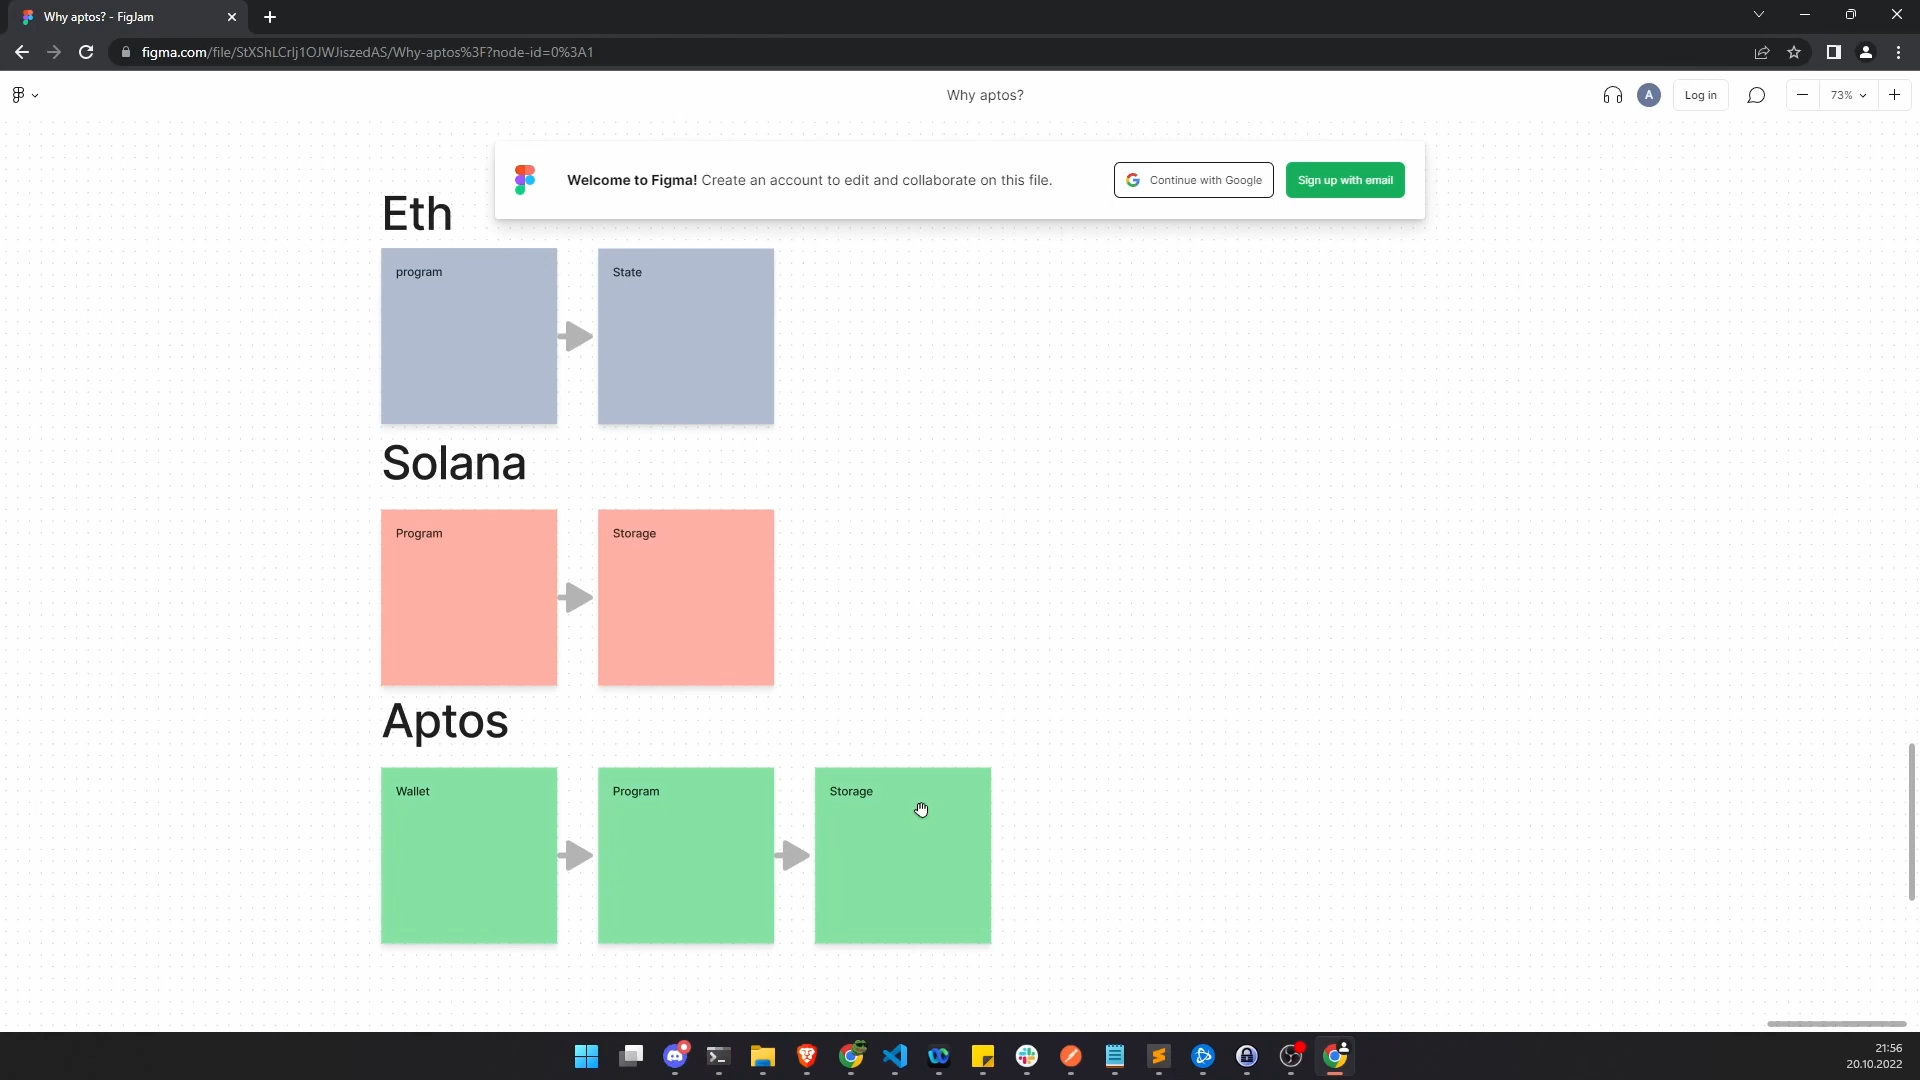 Why aptos? - FigJam
figma.com/file/StXShLCrlj1OJWJiszedAS/Why-aptos%3F?node-id=0%3A1
Why aptos?
A
Log in
73%
Welcome to Figma! Create an account to edit and collaborate on this file.
Continue with Google
Sign up with email
Eth
program
State
Solana
Program
Storage
Aptos
Wallet
Program
Storage
21:56
20.10.2022